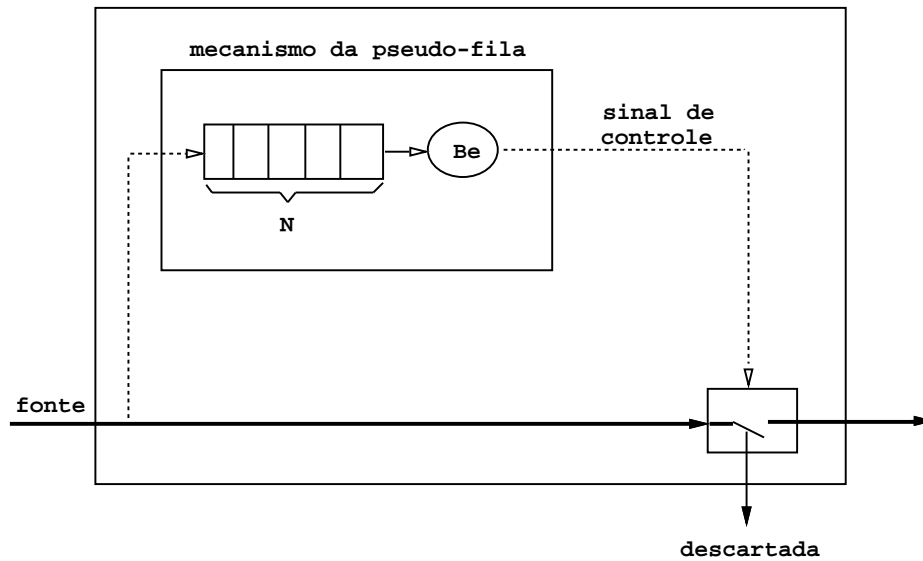 mecanismo da pseudo-fila
sinal de
controle
Be
N
fonte
descartada